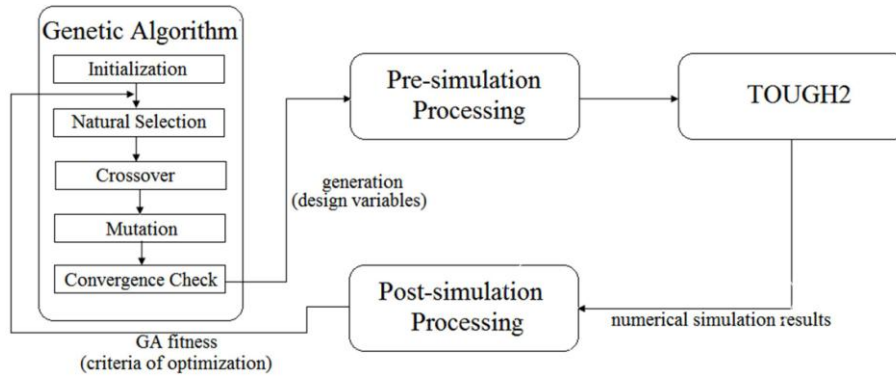 Genetic Algorithm
Initialization
Natural Selection
Crossover
Mutation
Convergence Check
generation
(design variables)
Pre-simulation
Processing
TOUGH2
numerical simulation results
Post-simulation
Processing
GA fitness
(criteria of optimization)